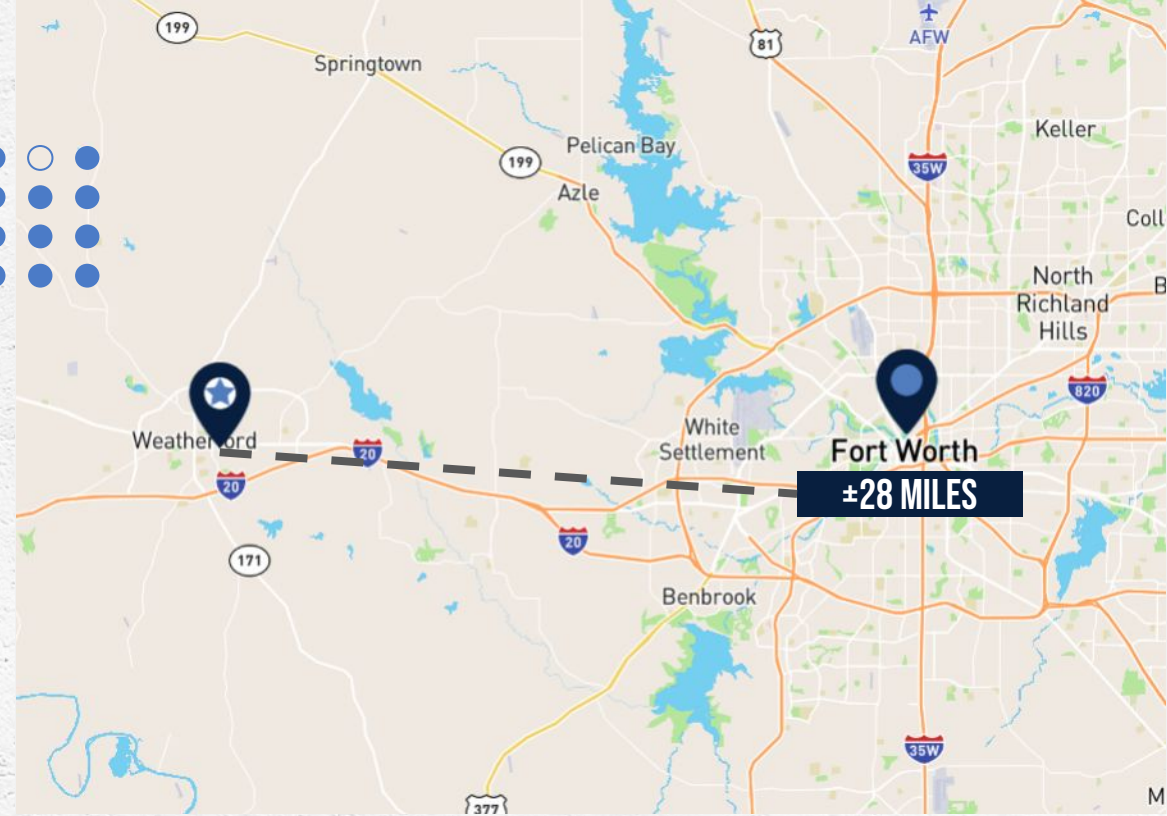 199
81
AFW
Springtown
Keller
Pelican Bay
199
35W
Azle
Coll
North
Richland
Hills
B
820
White
Settlement
Weatherford
Fort Worth
20
±28 MILES
20
20
171
Benbrook
35W
377
M